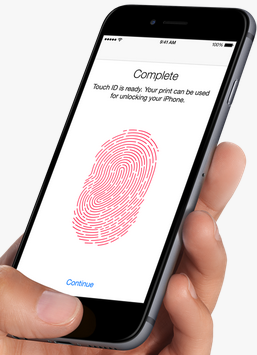 9:41 AM
100%
Complete
Touch ID is ready. Your print can be used
for unlocking your iPhone.
Continue